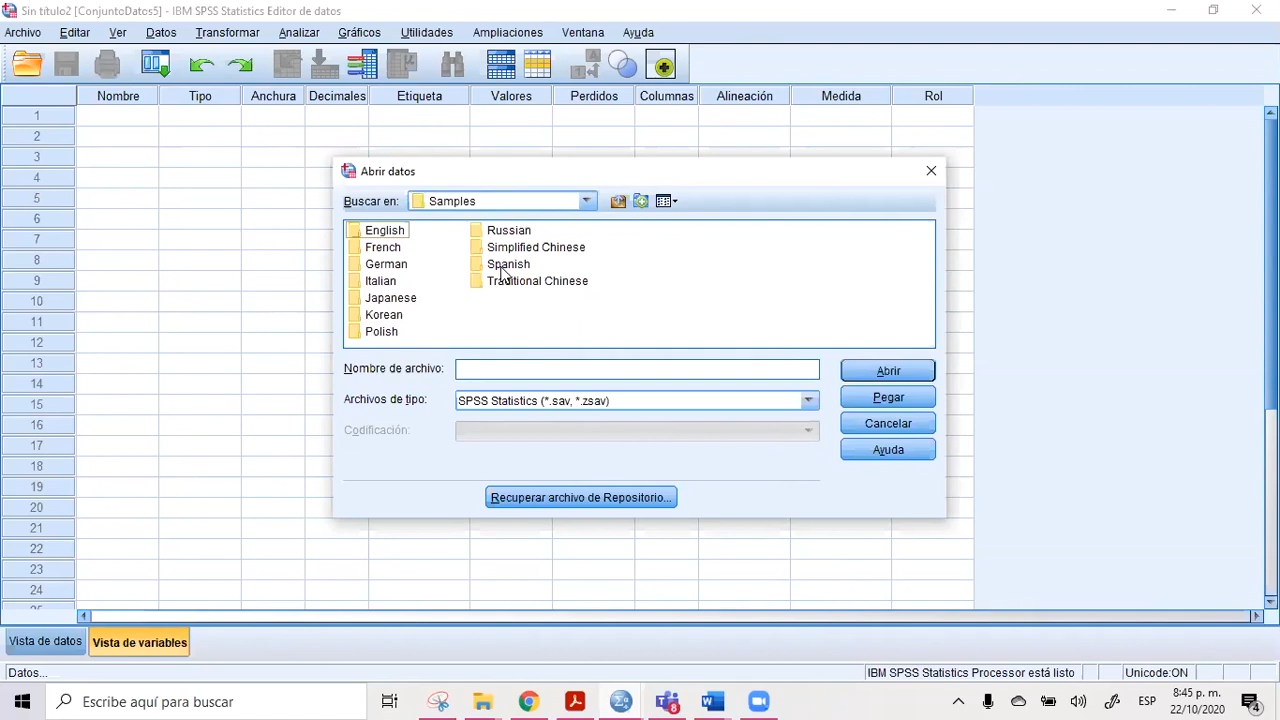 Sin título2 [ConjuntoDatos5] - IBM SPSS Statistics Editor de datos
Archivo Editar Ver Datos Transformar Analizar Gráficos Utilidades Ampliaciones Ventana Ayuda
Nombre Tipo Anchura Decimales Etiqueta Valores Perdidos Columnas Alineación Medida Rol
1
2
3
4
5
6
7
8
9
10
11
12
13
14
15
16
17
18
19
20
21
22
23
24
Abrir datos
Buscar en: Samples
English
French
German
Italian
Japanese
Korean
Polish
Russian
Simplified Chinese
Spanish
Traditional Chinese
Nombre de archivo:
Abrir
Archivos de tipo: SPSS Statistics (*.sav, *.zsav)
Pegar
Codificación:
Cancelar
Ayuda
Recuperar archivo de Repositorio...
Vista de datos Vista de variables
Datos... IBM SPSS Statistics Processor está listo Unicode:ON
Escribe aquí para buscar
8
ESP
8:45 p. m.
22/10/2020
4